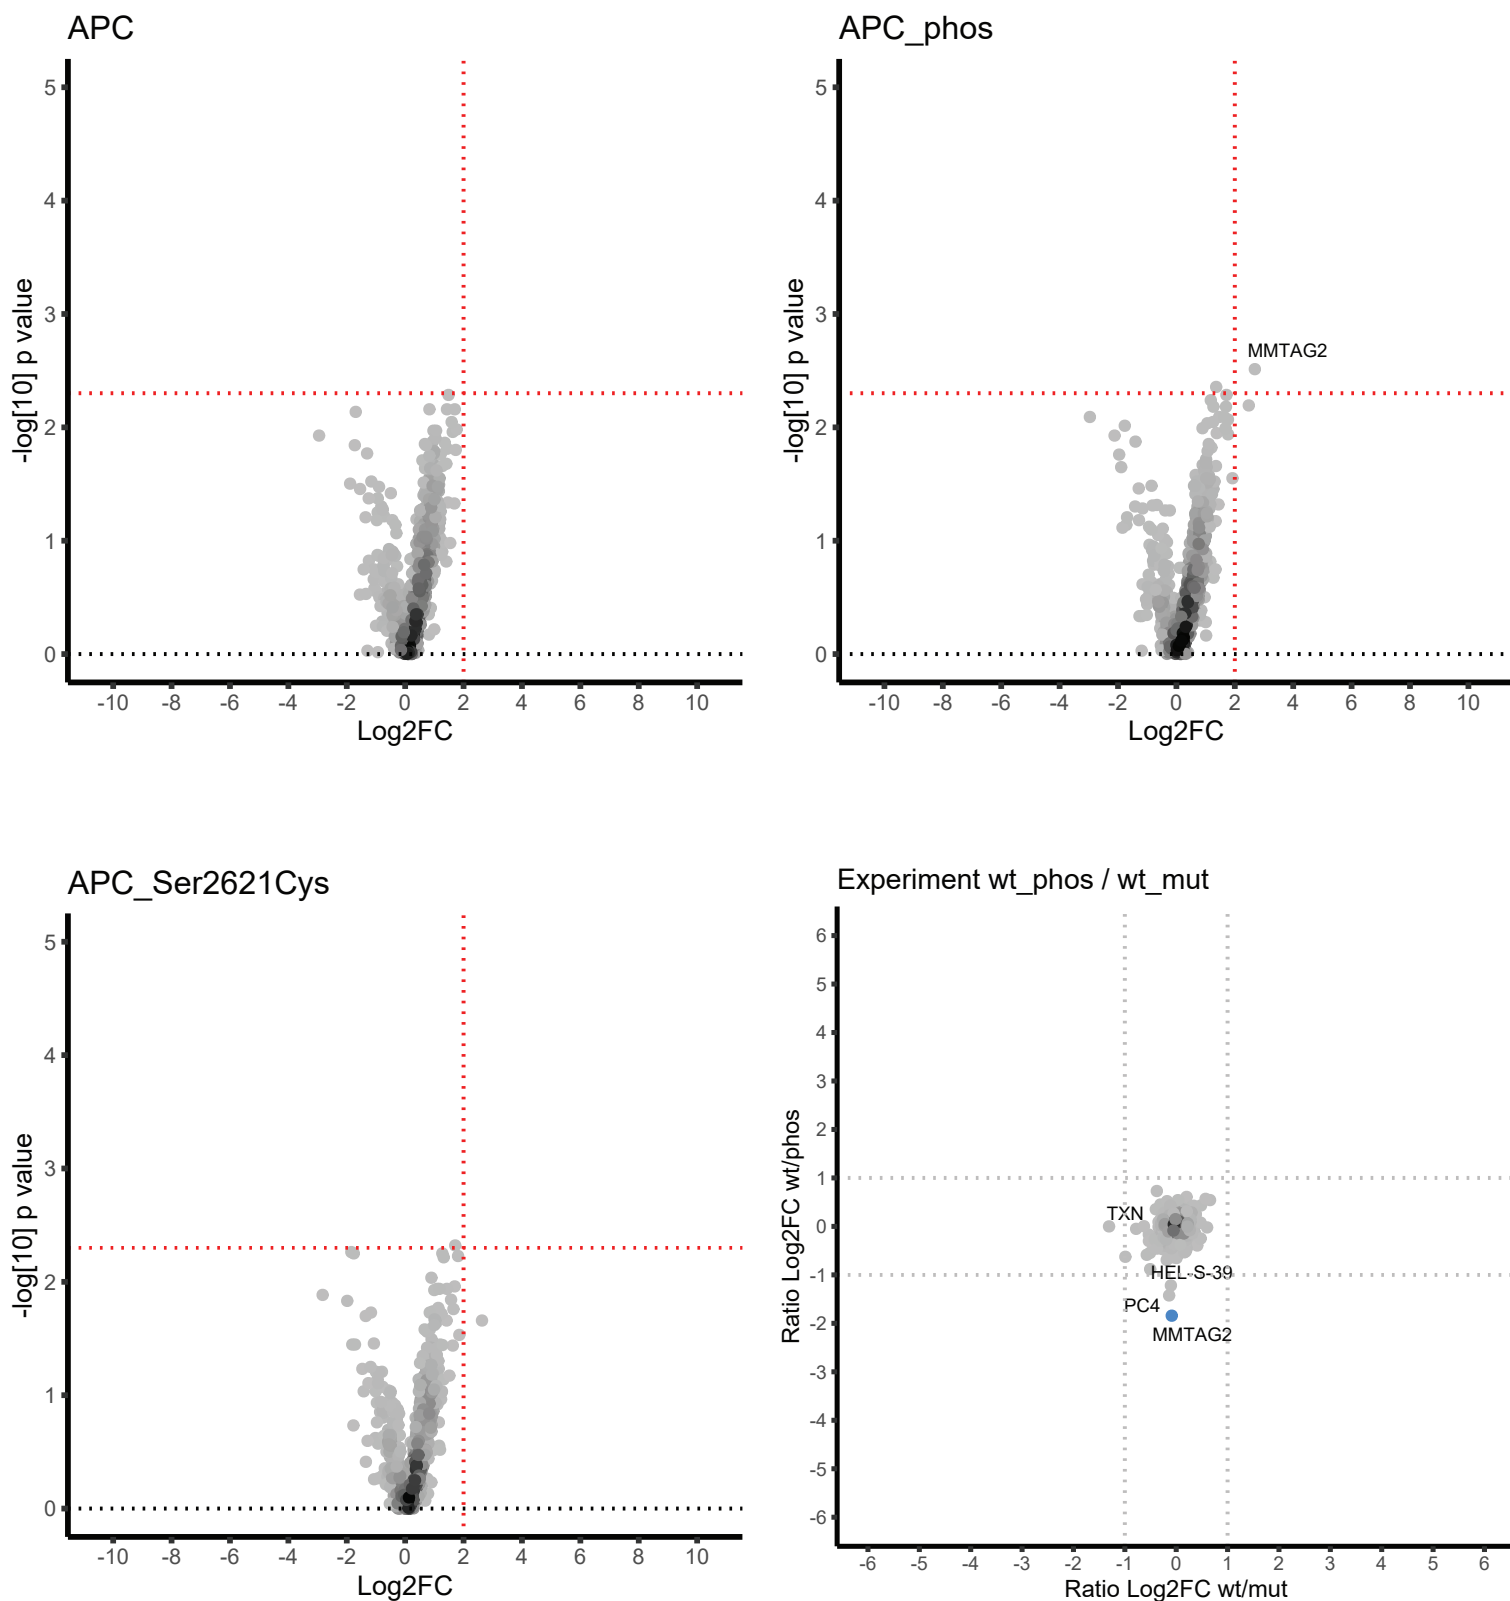 APC
5
4
3
2
1
0
-log[10] p value
-10 -8 -6 -4 -2 0 2 4 6 8 10
Log2FC
APC_phos
5
4
3
2
1
0
-log[10] p value
MMTAG2
-10 -8 -6 -4 -2 0 2 4 6 8 10
Log2FC
APC_Ser2621Cys
5
4
3
2
1
0
-log[10] p value
-10 -8 -6 -4 -2 0 2 4 6 8 10
Log2FC
Experiment wt_phos / wt_mut
6
5
4
3
2
1
0
-1
-2
-3
-4
-5
-6
Ratio Log2FC wt/phos
TXN
HEL-S-39
PC4
MMTAG2
-6 -5 -4 -3 -2 -1 0 1 2 3 4 5 6
Ratio Log2FC wt/mut